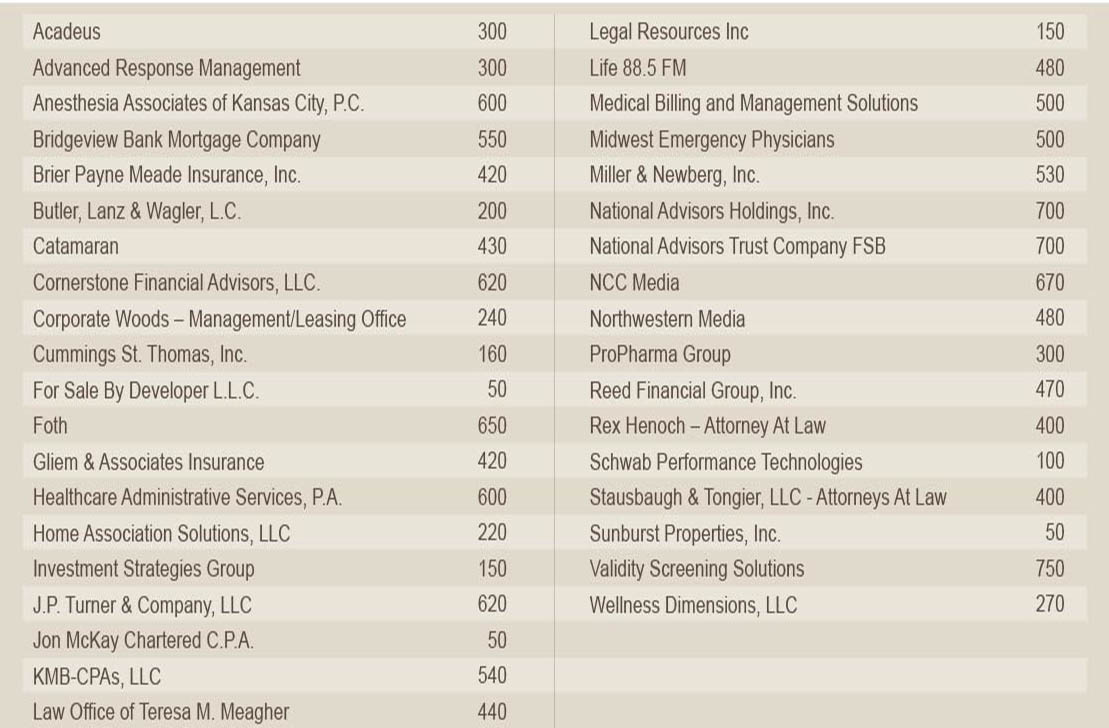 Acadeus 300
Advanced Response Management 300
Anesthesia Associates of Kansas City, P.C. 600
Bridgeview Bank Mortgage Company 550
Brier Payne Meade Insurance, Inc. 420
Butler, Lanz & Wagler, L.C. 200
Catamaran 430
Cornerstone Financial Advisors, LLC. 620
Corporate Woods – Management/Leasing Office 240
Cummings St. Thomas, Inc. 160
For Sale By Developer L.L.C. 50
Foth 650
Gliem & Associates Insurance 420
Healthcare Administrative Services, P.A. 600
Home Association Solutions, LLC 220
Investment Strategies Group 150
J.P. Turner & Company, LLC 620
Jon McKay Chartered C.P.A. 50
KMB-CPAs, LLC 540
Law Office of Teresa M. Meagher 440
Legal Resources Inc 150
Life 88.5 FM 480
Medical Billing and Management Solutions 500
Midwest Emergency Physicians 500
Miller & Newberg, Inc. 530
National Advisors Holdings, Inc. 700
National Advisors Trust Company FSB 700
NCC Media 670
Northwestern Media 480
ProPharma Group 300
Reed Financial Group, Inc. 470
Rex Henoch – Attorney At Law 400
Schwab Performance Technologies 100
Stausbaugh & Tongier, LLC - Attorneys At Law 400
Sunburst Properties, Inc. 50
Validity Screening Solutions 750
Wellness Dimensions, LLC 270